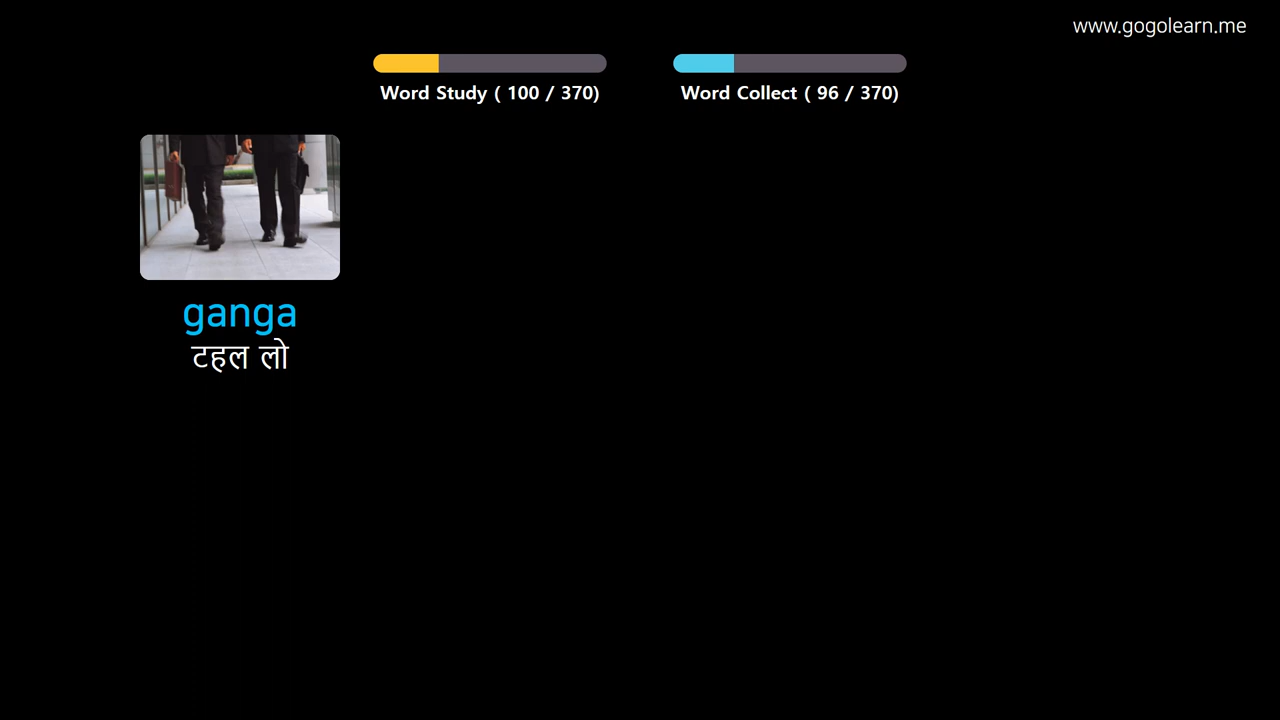 www.gogolearn.me
Word Study ( 100 / 370)
Word Collect ( 96 / 370)
ganga
टहल लो